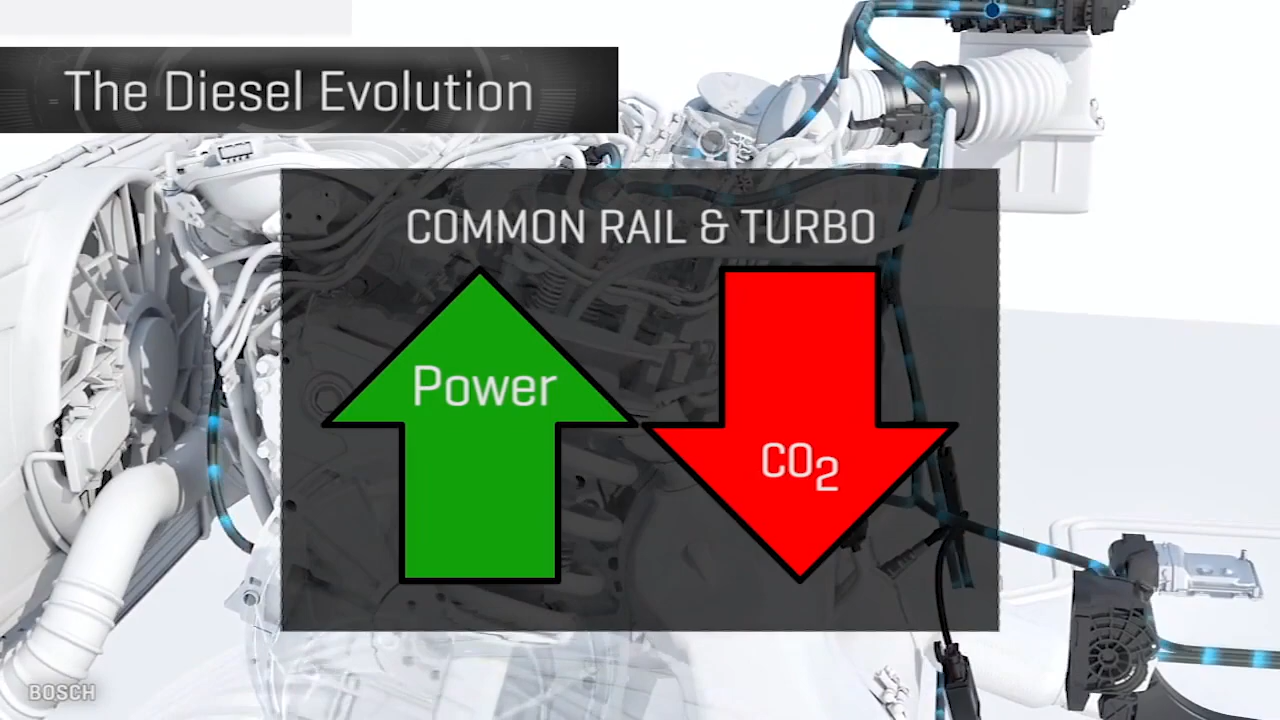 The Diesel Evolution
COMMON RAIL & TURBO
Power
CO₂
BOSCH